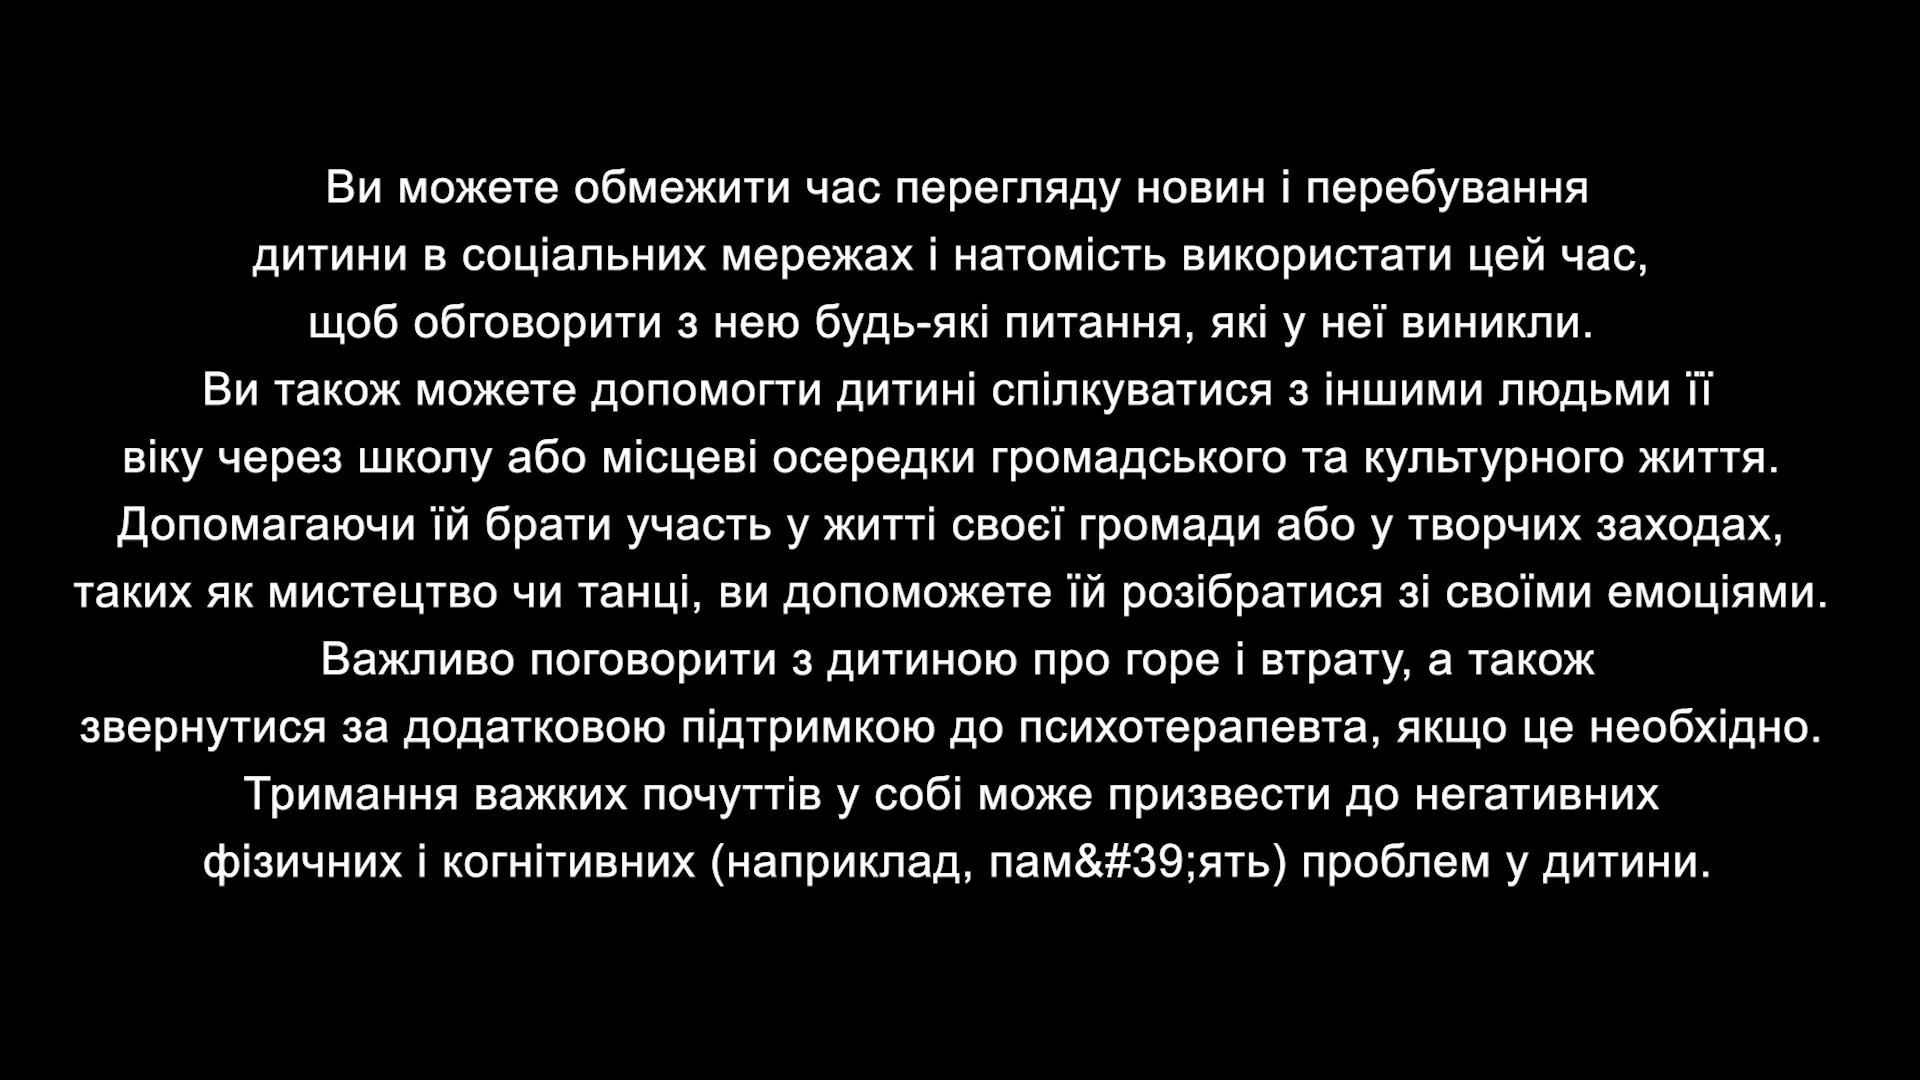 Ви можете обмежити час перегляду новин і перебування
дитини в соціальних мережах і натомість використати цей час,
щоб обговорити з нею будь-які питання, які у неї виникли.
Ви також можете допомогти дитині спілкуватися з іншими людьми її
віку через школу або місцеві осередки громадського та культурного життя.
Допомагаючи їй брати участь у житті своєї громади або у творчих заходах,
таких як мистецтво чи танці, ви допоможете їй розібратися зі своїми емоціями.
Важливо поговорити з дитиною про горе і втрату, а також
звернутися за додатковою підтримкою до психотерапевта, якщо це необхідно.
Тримання важких почуттів у собі може призвести до негативних
фізичних і когнітивних (наприклад, пам&#39;ять) проблем у дитини.